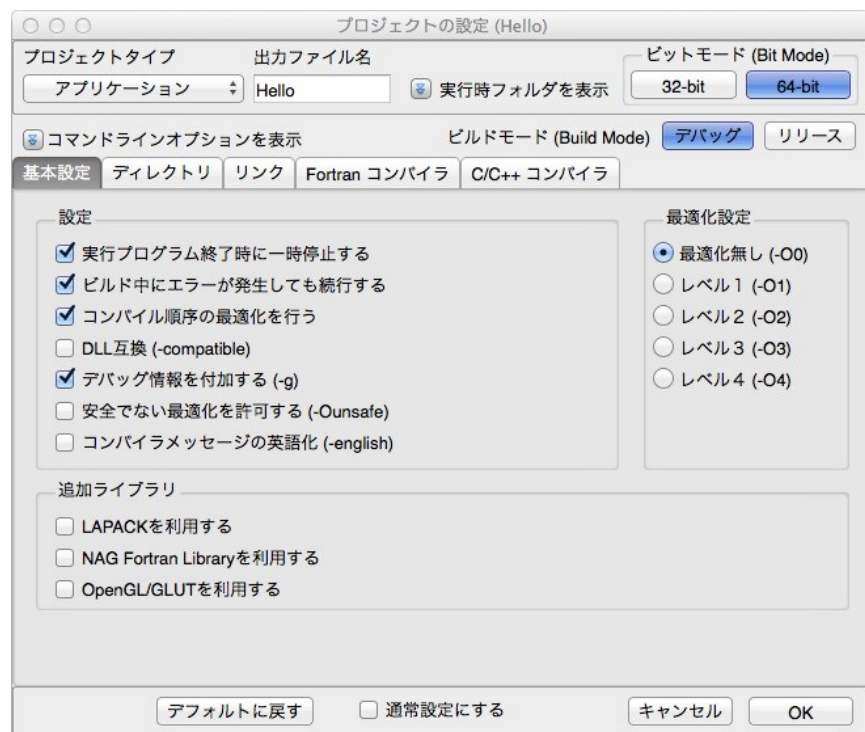 プロジェクトの設定 (Hello)
プロジェクトタイプ
出力ファイル名
ビットモード (Bit Mode)
アプリケーション
Hello
実行時フォルダを表示
32-bit
64-bit
コマンドラインオプションを表示
ビルドモード (Build Mode)
デバッグ
リリース
基本設定
ディレクトリ
リンク
Fortran コンパイラ
C/C++ コンパイラ
設定
実行プログラム終了時に一時停止する
ビルド中にエラーが発生しても続行する
コンパイル順序の最適化を行う
DLL互換 (-compatible)
デバッグ情報を付加する (-g)
安全でない最適化を許可する (-Ounsafe)
コンパイラメッセージの英語化 (-english)
最適化設定
最適化無し (-O0)
レベル 1 (-O1)
レベル 2 (-O2)
レベル 3 (-O3)
レベル 4 (-O4)
追加ライブラリ
LAPACKを利用する
NAG Fortran Libraryを利用する
OpenGL/GLUTを利用する
デフォルトに戻す
通常設定にする
キャンセル
OK